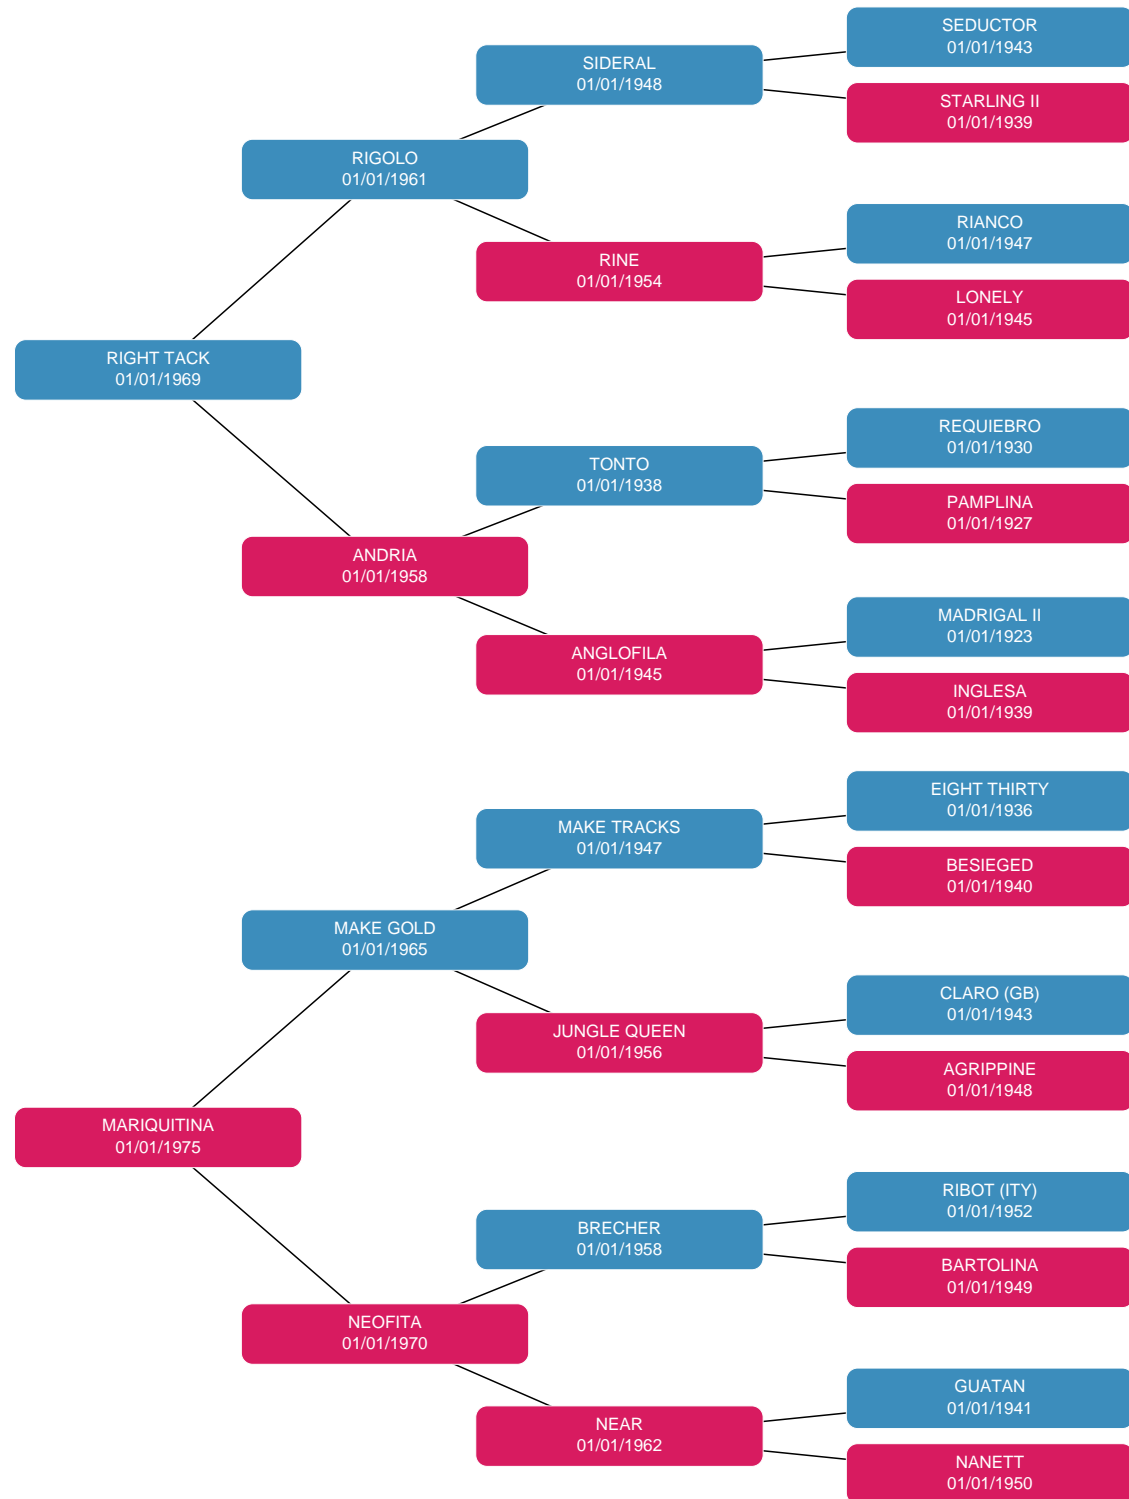 SEDUCTOR
01/01/1943
SIDERAL
01/01/1948
STARLING II
01/01/1939
RIGOLO
01/01/1961
RIANCO
01/01/1947
RINE
01/01/1954
LONELY
01/01/1945
RIGHT TACK
01/01/1969
REQUIEBRO
01/01/1930
TONTO
01/01/1938
PAMPLINA
01/01/1927
ANDRIA
01/01/1958
MADRIGAL II
01/01/1923
ANGLOFILA
01/01/1945
INGLESA
01/01/1939
EIGHT THIRTY
01/01/1936
MAKE TRACKS
01/01/1947
BESIEGED
01/01/1940
MAKE GOLD
01/01/1965
CLARO (GB)
01/01/1943
JUNGLE QUEEN
01/01/1956
AGRIPPINE
01/01/1948
MARIQUITINA
01/01/1975
RIBOT (ITY)
01/01/1952
BRECHER
01/01/1958
BARTOLINA
01/01/1949
NEOFITA
01/01/1970
GUATAN
01/01/1941
NEAR
01/01/1962
NANETT
01/01/1950